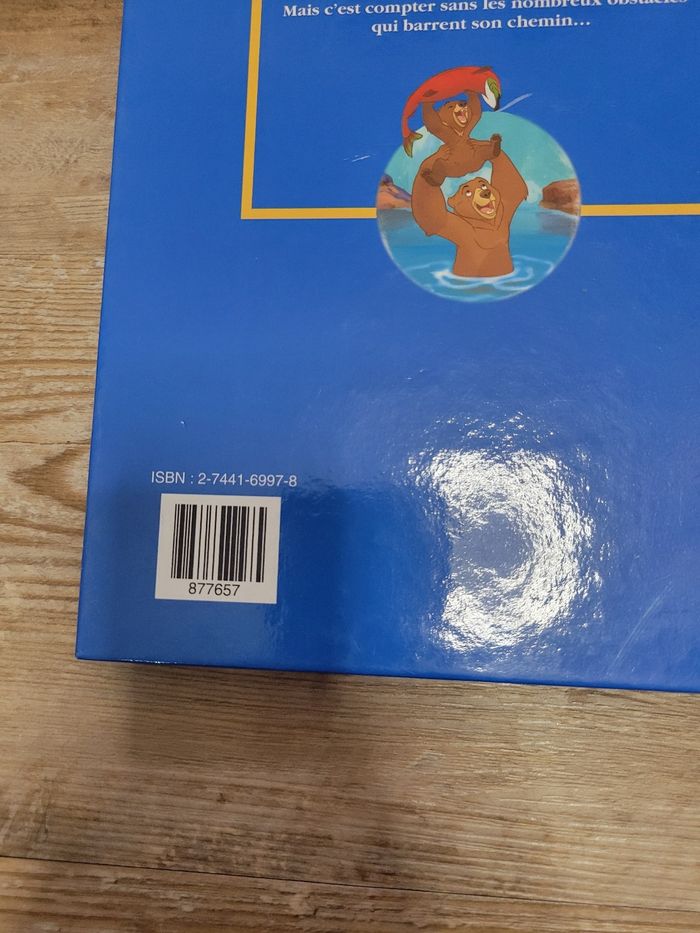 Mais c'est compter sans les nombreux obstacles
qui barrent son chemin...
ISBN : 2-7441-6997-8
877657